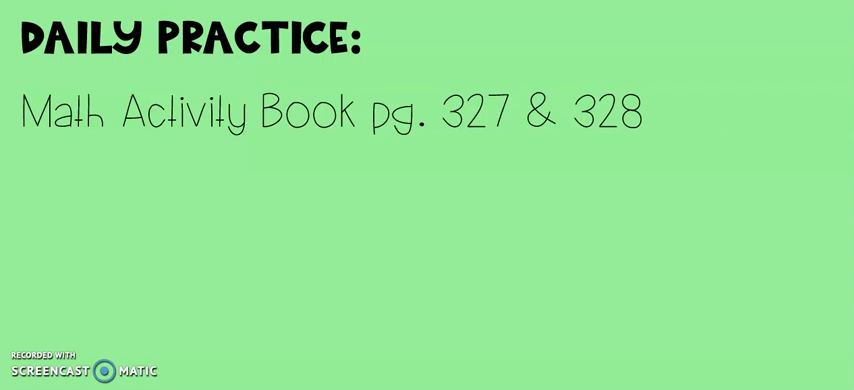 DAILY PRACTICE:
Math Activity Book pg. 327 & 328
RECORDED WITH
SCREENCAST MATIC